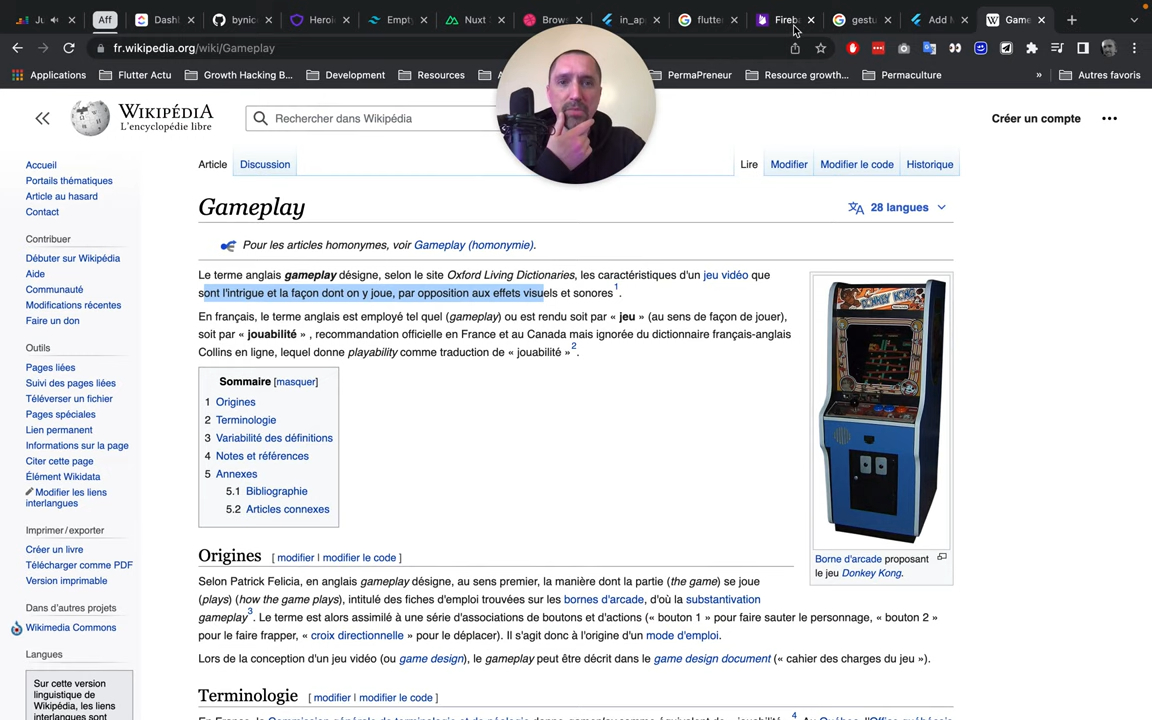 Aff
Dashl
bynic
Heroi
Empt
Nuxt
Brow
in_ap
flutter
Fireb
gestu
Add M
Game
fr.wikipedia.org/wiki/Gameplay
Applications
Flutter Actu
Growth Hacking B...
Development
Resources
PermaPreneur
Resource growth...
Permaculture
»
Autres favoris
WIKIPÉDIA
L'encyclopédie libre
Rechercher dans Wikipédia
Créer un compte
Article
Discussion
Lire
Modifier
Modifier le code
Historique
Accueil
Portails thématiques
Article au hasard
Contact
Contribuer
Débuter sur Wikipédia
Aide
Communauté
Modifications récentes
Faire un don
Outils
Pages liées
Suivi des pages liées
Téléverser un fichier
Pages spéciales
Lien permanent
Informations sur la page
Citer cette page
Élément Wikidata
Modifier les liens
interlangues
Imprimer / exporter
Créer un livre
Télécharger comme PDF
Version imprimable
Dans d'autres projets
Wikimedia Commons
Langues
Sur cette version
linguistique de
Wikipédia, les liens
interlangues sont
Gameplay
28 langues
Pour les articles homonymes, voir Gameplay (homonymie).
Le terme anglais gameplay désigne, selon le site Oxford Living Dictionaries, les caractéristiques d'un jeu vidéo que
sont l'intrigue et la façon dont on y joue, par opposition aux effets visuels et sonores 1.
En français, le terme anglais est employé tel quel (gameplay) ou est rendu soit par « jeu » (au sens de façon de jouer),
soit par « jouabilité » , recommandation officielle en France et au Canada mais ignorée du dictionnaire français-anglais
Collins en ligne, lequel donne playability comme traduction de « jouabilité »2.
Sommaire [masquer]
1 Origines
2 Terminologie
3 Variabilité des définitions
4 Notes et références
5 Annexes
5.1 Bibliographie
5.2 Articles connexes
DONKEY KONG
Borne d'arcade proposant
le jeu Donkey Kong.
Origines [ modifier | modifier le code ]
Selon Patrick Felicia, en anglais gameplay désigne, au sens premier, la manière dont la partie (the game) se joue
(plays) (how the game plays), intitulé des fiches d'emploi trouvées sur les bornes d'arcade, d'où la substantivation
gameplay3. Le terme est alors assimilé à une série d'associations de boutons et d'actions (« bouton 1 » pour faire sauter le personnage, « bouton 2 »
pour le faire frapper, « croix directionnelle » pour le déplacer). Il s'agit donc à l'origine d'un mode d'emploi.
Lors de la conception d'un jeu vidéo (ou game design), le gameplay peut être décrit dans le game design document (« cahier des charges du jeu »).
Terminologie [ modifier | modifier le code ]